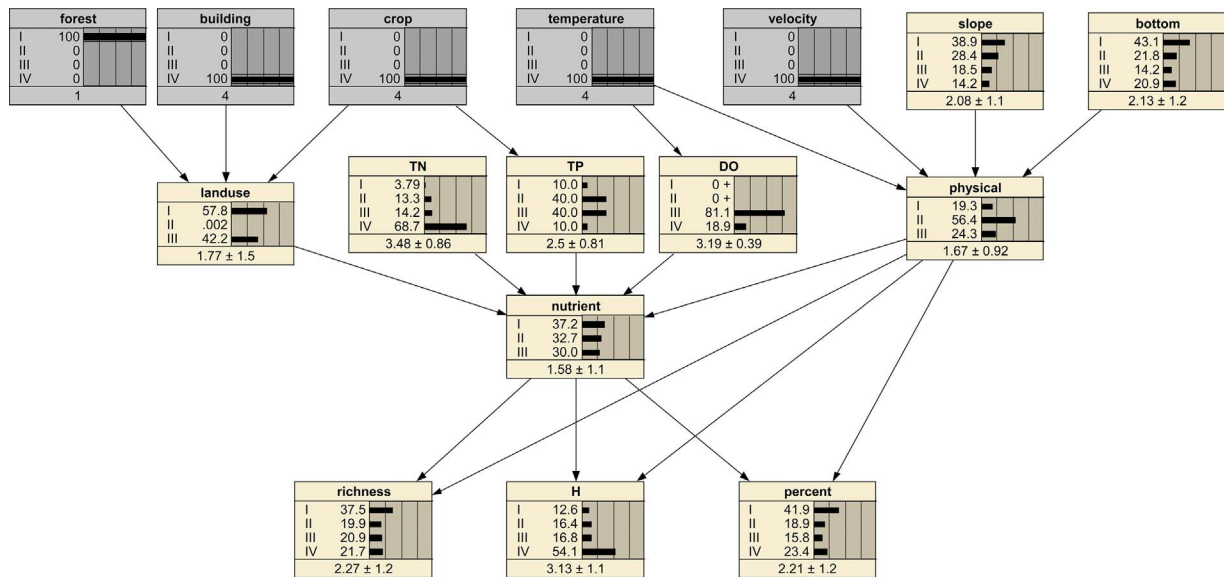 forest
I 100
II 0
III 0
IV 0
1
building
I 0
II 0
III 0
IV 100
4
crop
I 0
II 0
III 0
IV 100
4
temperature
I 0
II 0
III 0
IV 100
4
velocity
I 0
II 0
III 0
IV 100
4
slope
I 38.9
II 28.4
III 18.5
IV 14.2
2.08 ± 1.1
bottom
I 43.1
II 21.8
III 14.2
IV 20.9
2.13 ± 1.2
landuse
I 57.8
II .002
III 42.2
1.77 ± 1.5
TN
I 3.79
II 13.3
III 14.2
IV 68.7
3.48 ± 0.86
TP
I 10.0
II 40.0
III 40.0
IV 10.0
2.5 ± 0.81
DO
I 0 +
II 0 +
III 81.1
IV 18.9
3.19 ± 0.39
physical
I 19.3
II 56.4
III 24.3
1.67 ± 0.92
nutrient
I 37.2
II 32.7
III 30.0
1.58 ± 1.1
richness
I 37.5
II 19.9
III 20.9
IV 21.7
2.27 ± 1.2
H
I 12.6
II 16.4
III 16.8
IV 54.1
3.13 ± 1.1
percent
I 41.9
II 18.9
III 15.8
IV 23.4
2.21 ± 1.2